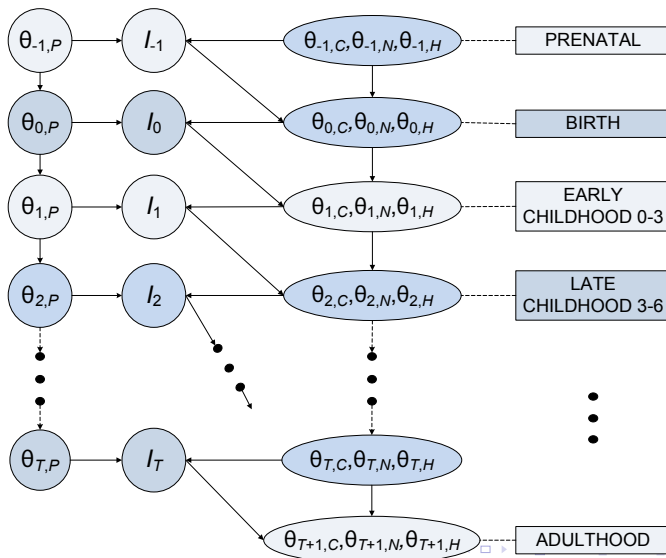 θ-1,P I-1 θ-1,C,θ-1,N,θ-1,H PRENATAL
θ0,P I0 θ0,C,θ0,N,θ0,H BIRTH
θ1,P I1 θ1,C,θ1,N,θ1,H EARLY
CHILDHOOD 0-3
θ2,P I2 θ2,C,θ2,N,θ2,H LATE
CHILDHOOD 3-6
θT,P IT θT,C,θT,N,θT,H
θT+1,C,θT+1,N,θT+1,H ADULTHOOD